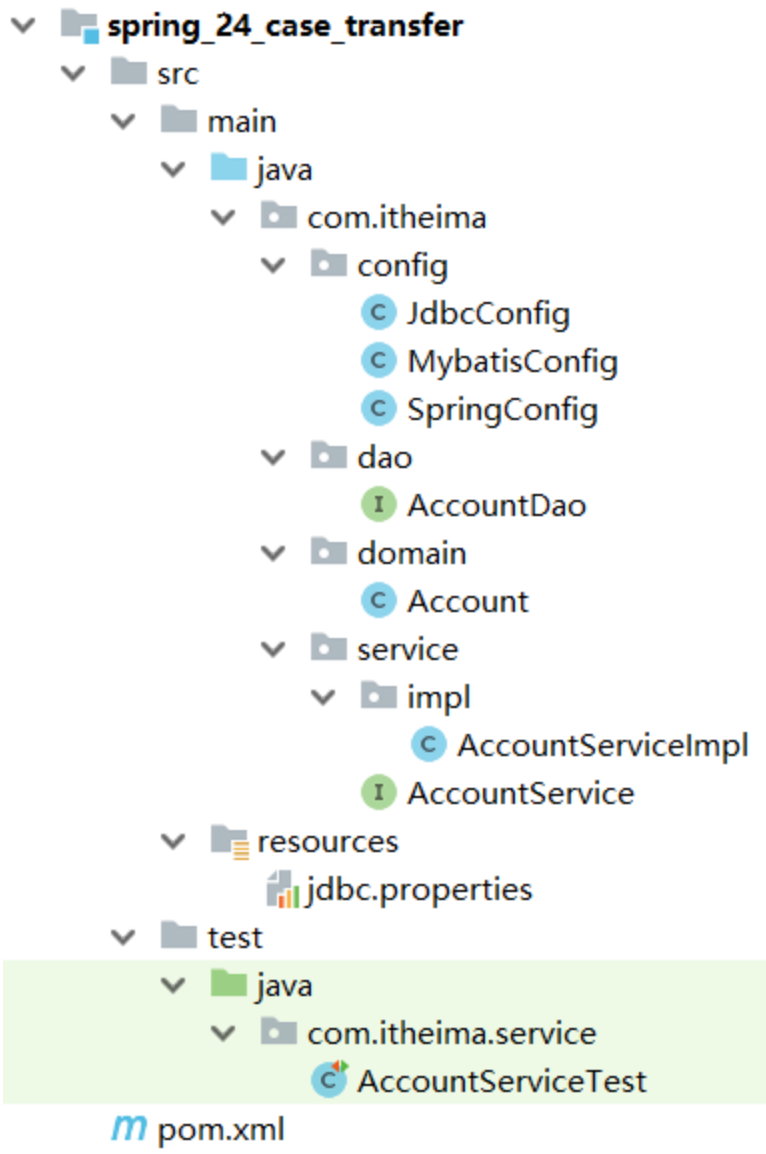 spring_24_case_transfer
src
main
java
com.itheima
config
C JdbcConfig
C MybatisConfig
C SpringConfig
dao
I AccountDao
domain
C Account
service
impl
C AccountServiceImpl
I AccountService
resources
jdbc.properties
test
java
com.itheima.service
C AccountServiceTest
m pom.xml